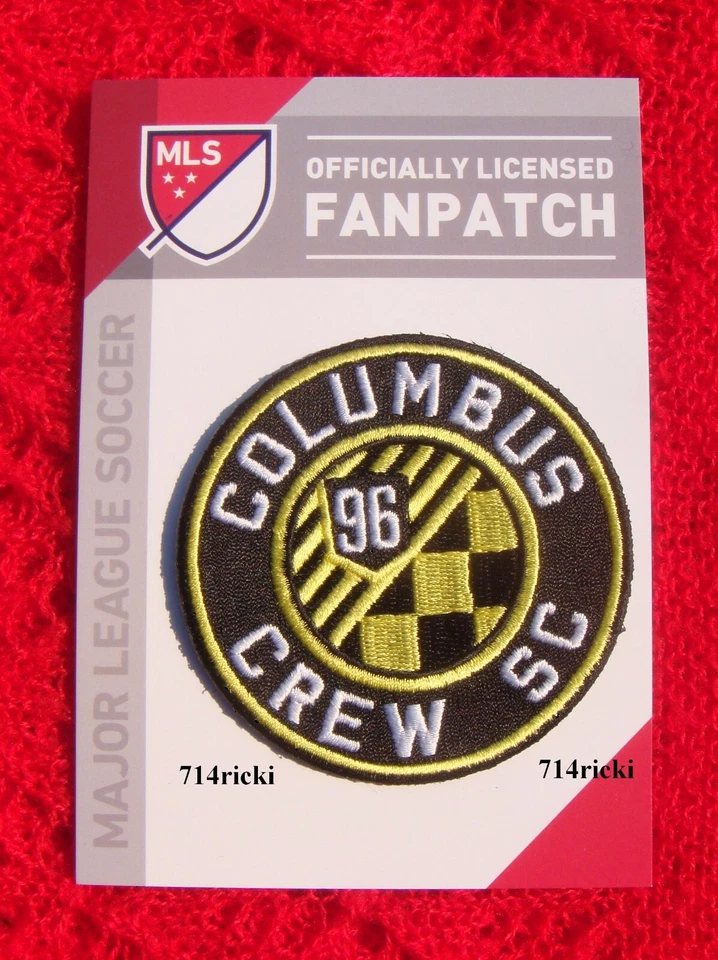 MLS
OFFICIALLY LICENSED
FANPATCH
MAJOR LEAGUE SOCCER
COLUMBUS
96
CREW SC
714ricki
714ricki